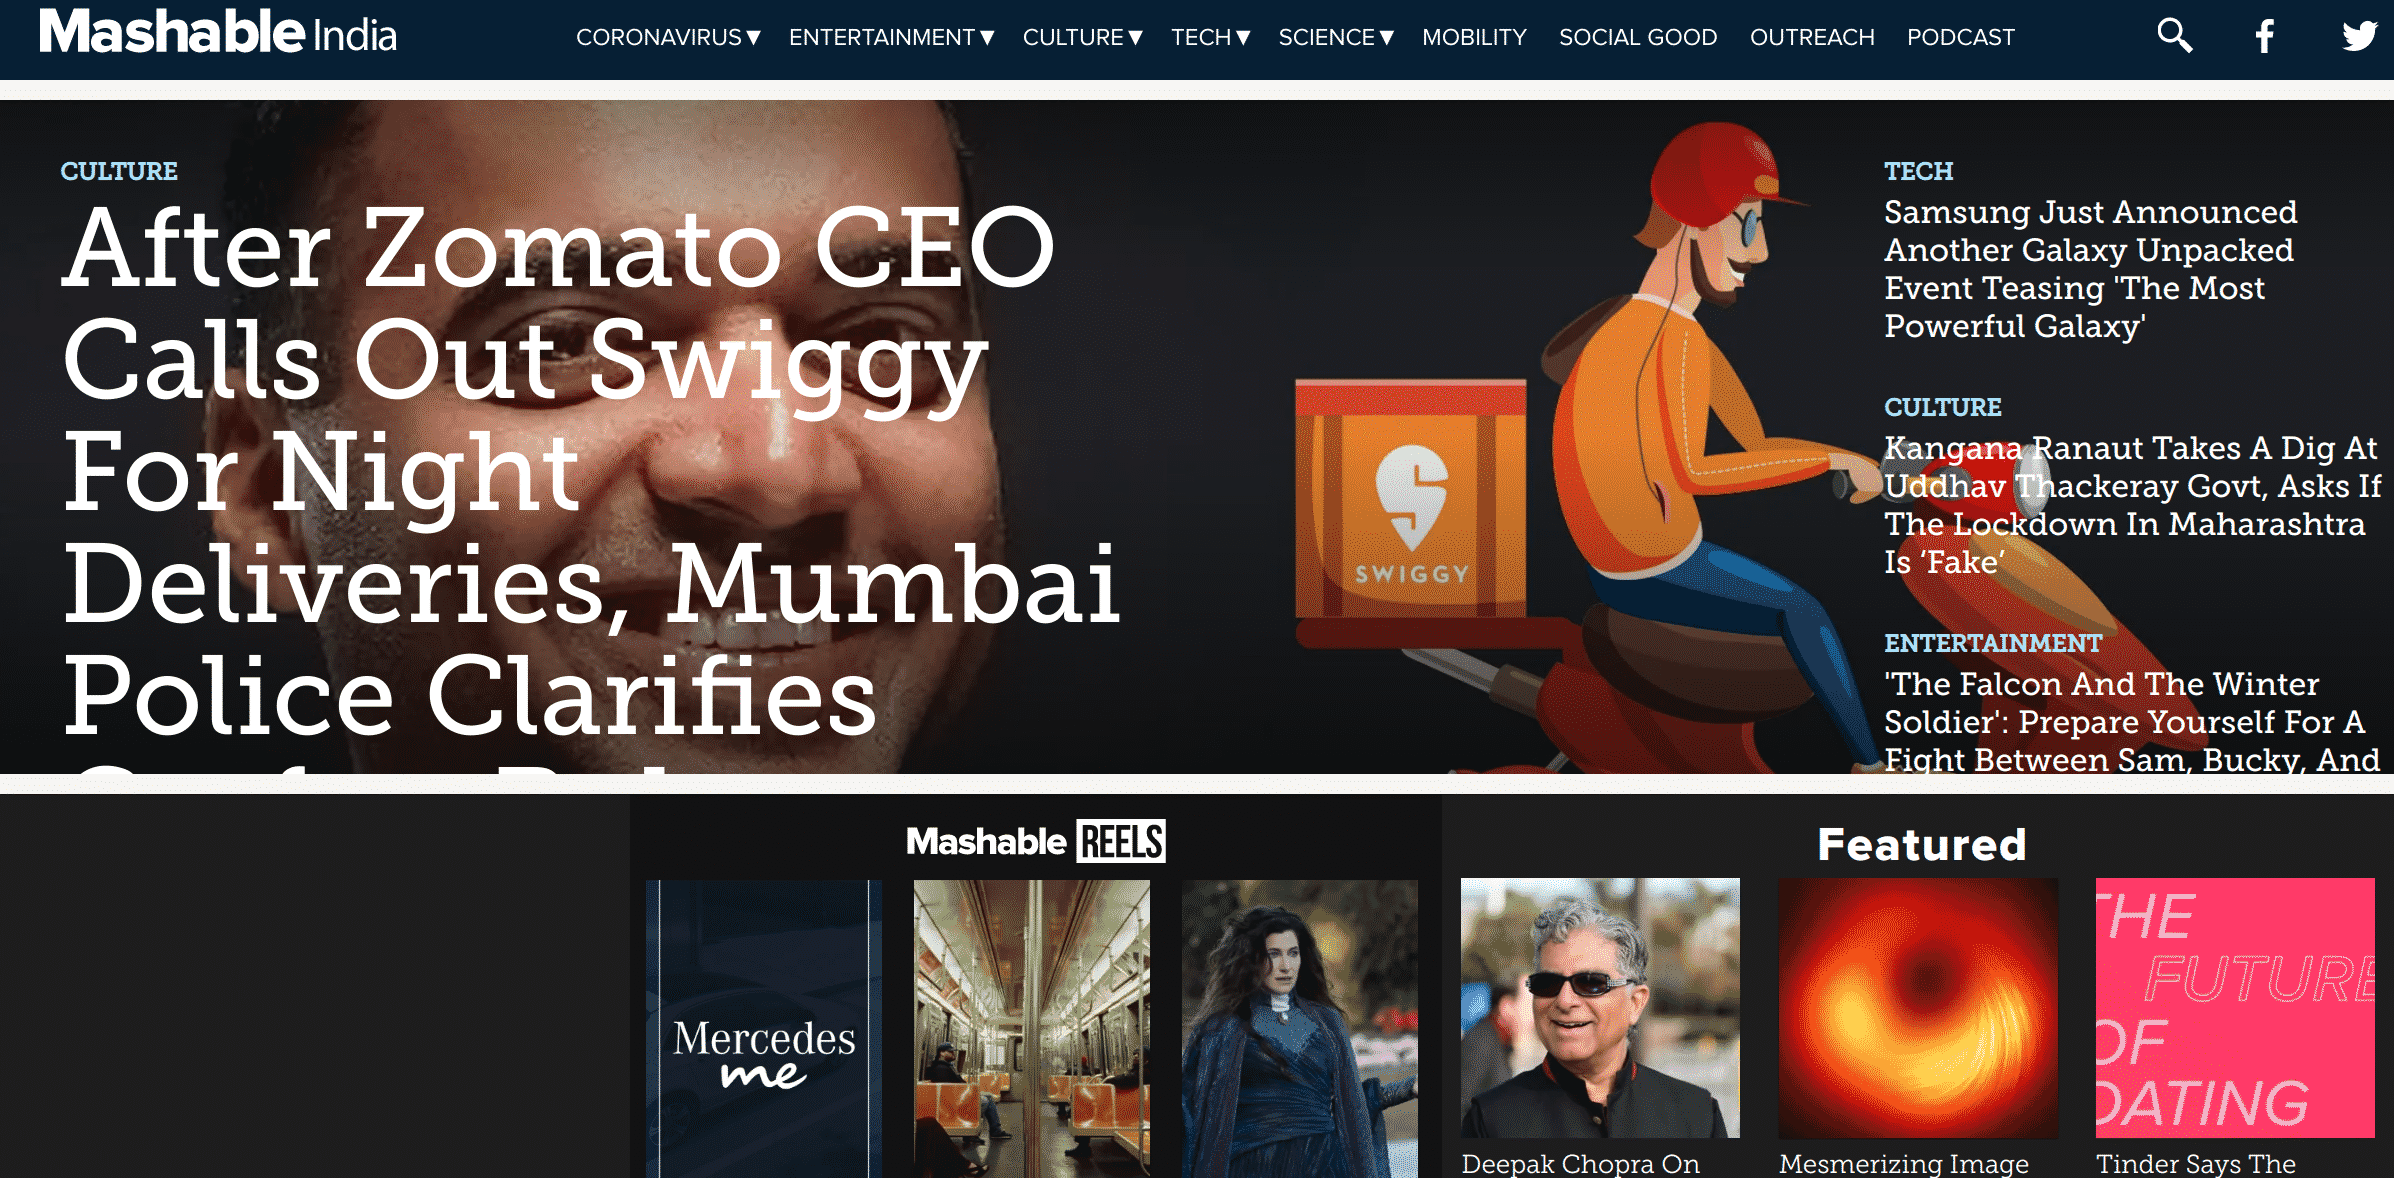 Mashable India
CORONAVIRUS▼ ENTERTAINMENT▼ CULTURE▼ TECH▼ SCIENCE▼ MOBILITY SOCIAL GOOD OUTREACH PODCAST
CULTURE
After Zomato CEO
Calls Out Swiggy
For Night
Deliveries, Mumbai
Police Clarifies
SWIGGY
TECH
Samsung Just Announced
Another Galaxy Unpacked
Event Teasing 'The Most
Powerful Galaxy'
CULTURE
Kangana Ranaut Takes A Dig At
Uddhav Thackeray Govt, Asks If
The Lockdown In Maharashtra
Is ‘Fake’
ENTERTAINMENT
'The Falcon And The Winter
Soldier': Prepare Yourself For A
Fight Between Sam, Bucky, And
Mashable REELS
Mercedes
me
Featured
THE
FUTURE
OF
DATING
Deepak Chopra On
Mesmerizing Image
Tinder Says The